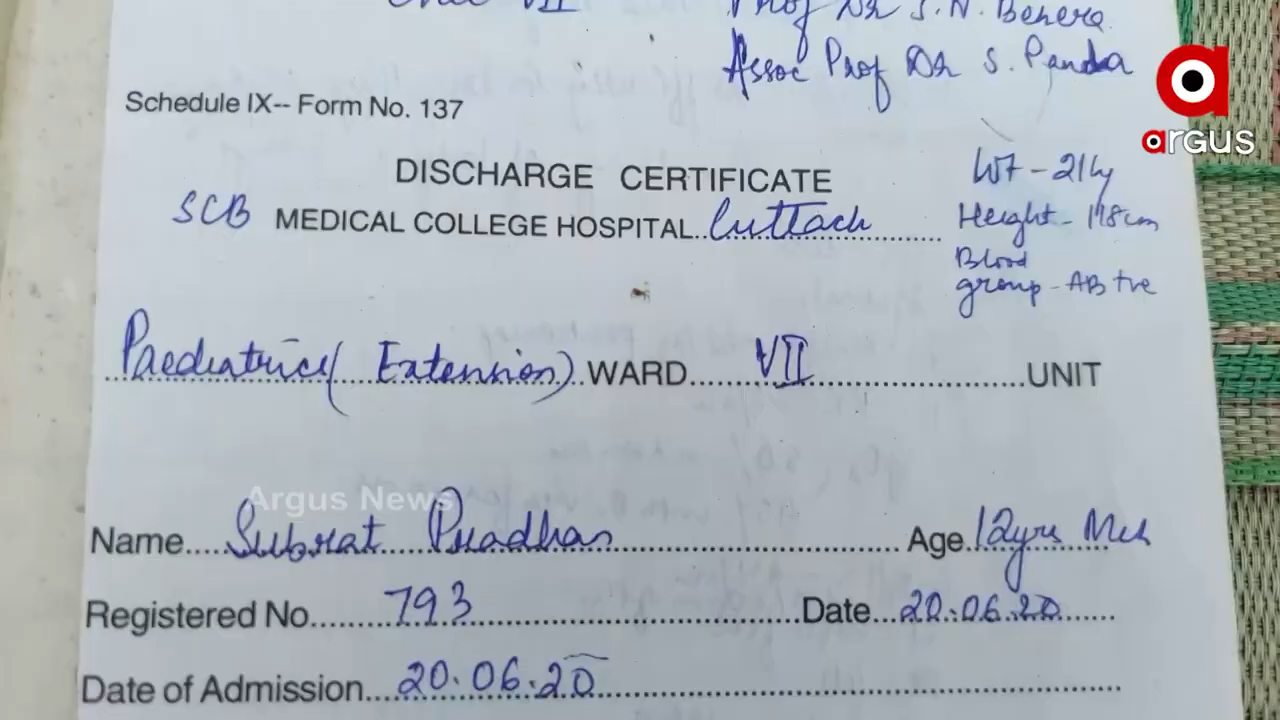 Unit VII Prof Dr S.N. Behera
Assoc Prof Dr S. Panda
argus
Schedule IX-- Form No. 137
DISCHARGE CERTIFICATE
Wt - 21kg
SCB MEDICAL COLLEGE HOSPITAL..Cuttack
Height - 118cm
Blood
group - AB +ve
Paediatrics (Extension) WARD VII UNIT
Argus News
Name Subrat Pradhan Age 12yrs
Registered No 793 Date 20.06.20
Date of Admission 20.06.20